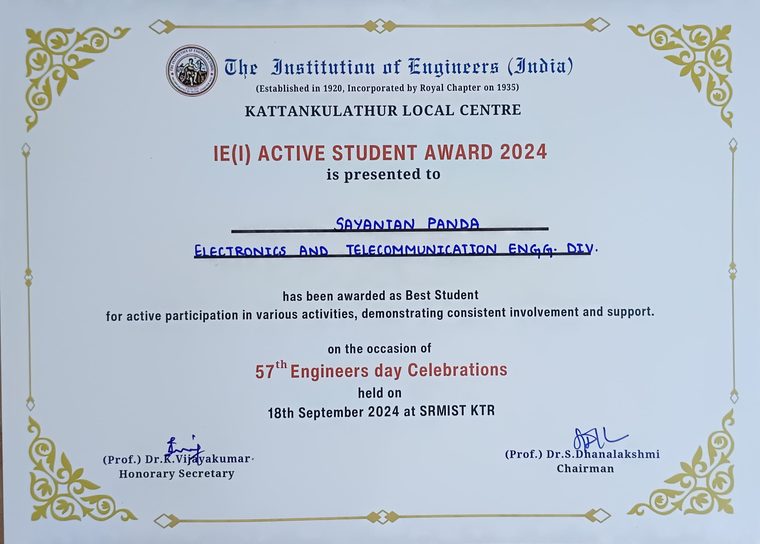 The Institution of Engineers (India)
(Established in 1920, Incorporated by Royal Chapter on 1935)
KATTANKULATHUR LOCAL CENTRE
IE(I) ACTIVE STUDENT AWARD 2024
is presented to
SAYANTAN PANDA
ELECTRONICS AND TELECOMMUNICATION ENGG. DIV.
has been awarded as Best Student
for active participation in various activities, demonstrating consistent involvement and support.
on the occasion of
57th Engineers day Celebrations
held on
18th September 2024 at SRMIST KTR
(Prof.) Dr.K.Vijayakumar
Honorary Secretary
(Prof.) Dr.S.Dhanalakshmi
Chairman